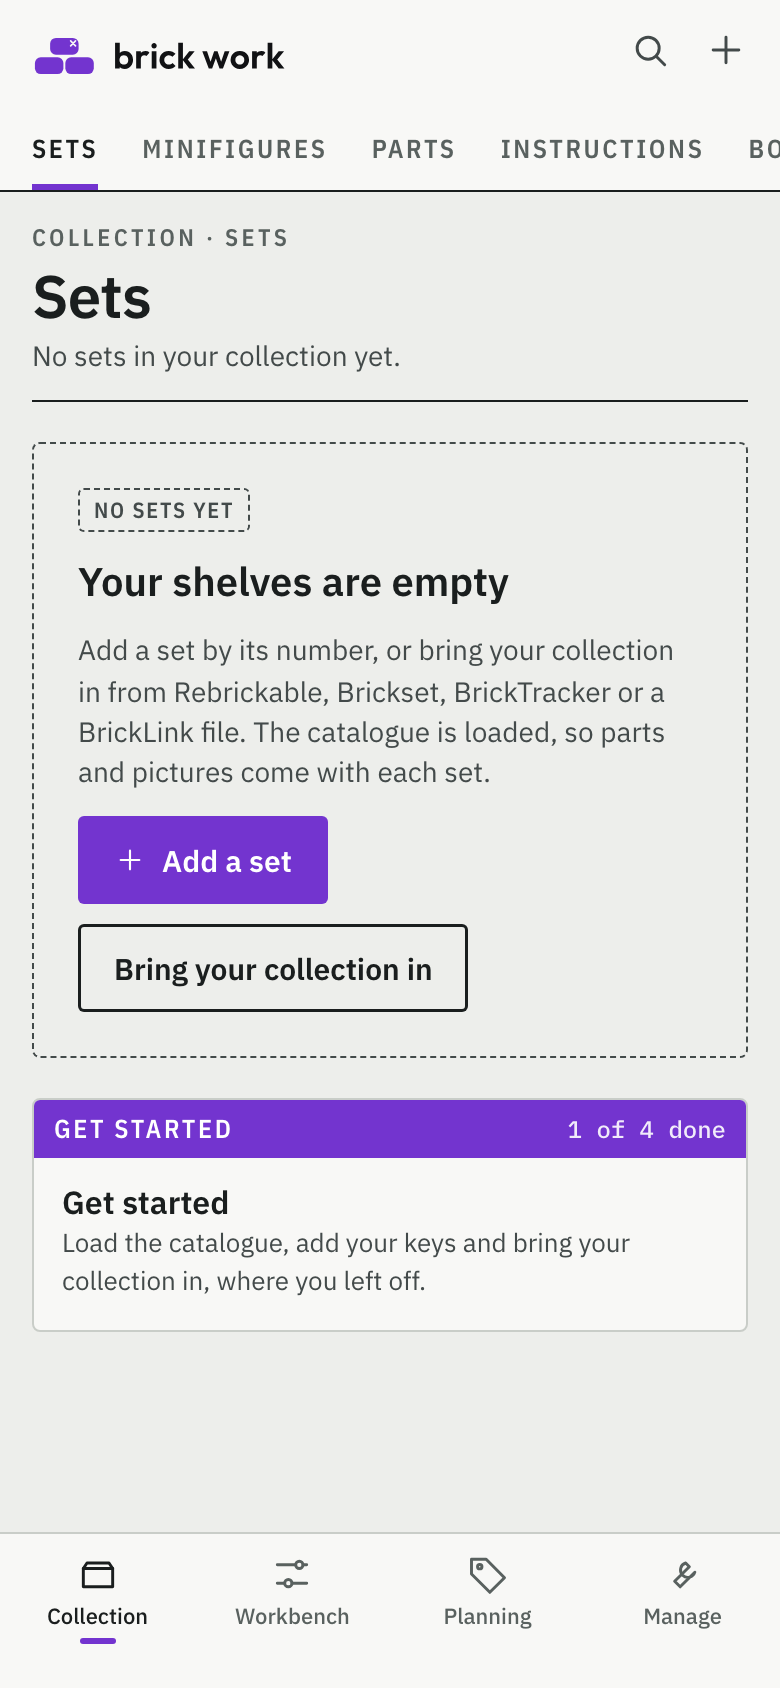 brick work
SETS MINIFIGURES PARTS INSTRUCTIONS BO
COLLECTION · SETS
Sets
No sets in your collection yet.
NO SETS YET
Your shelves are empty
Add a set by its number, or bring your collection
in from Rebrickable, Brickset, BrickTracker or a
BrickLink file. The catalogue is loaded, so parts
and pictures come with each set.
Add a set
Bring your collection in
GET STARTED 1 of 4 done
Get started
Load the catalogue, add your keys and bring your
collection in, where you left off.
Collection Workbench Planning Manage